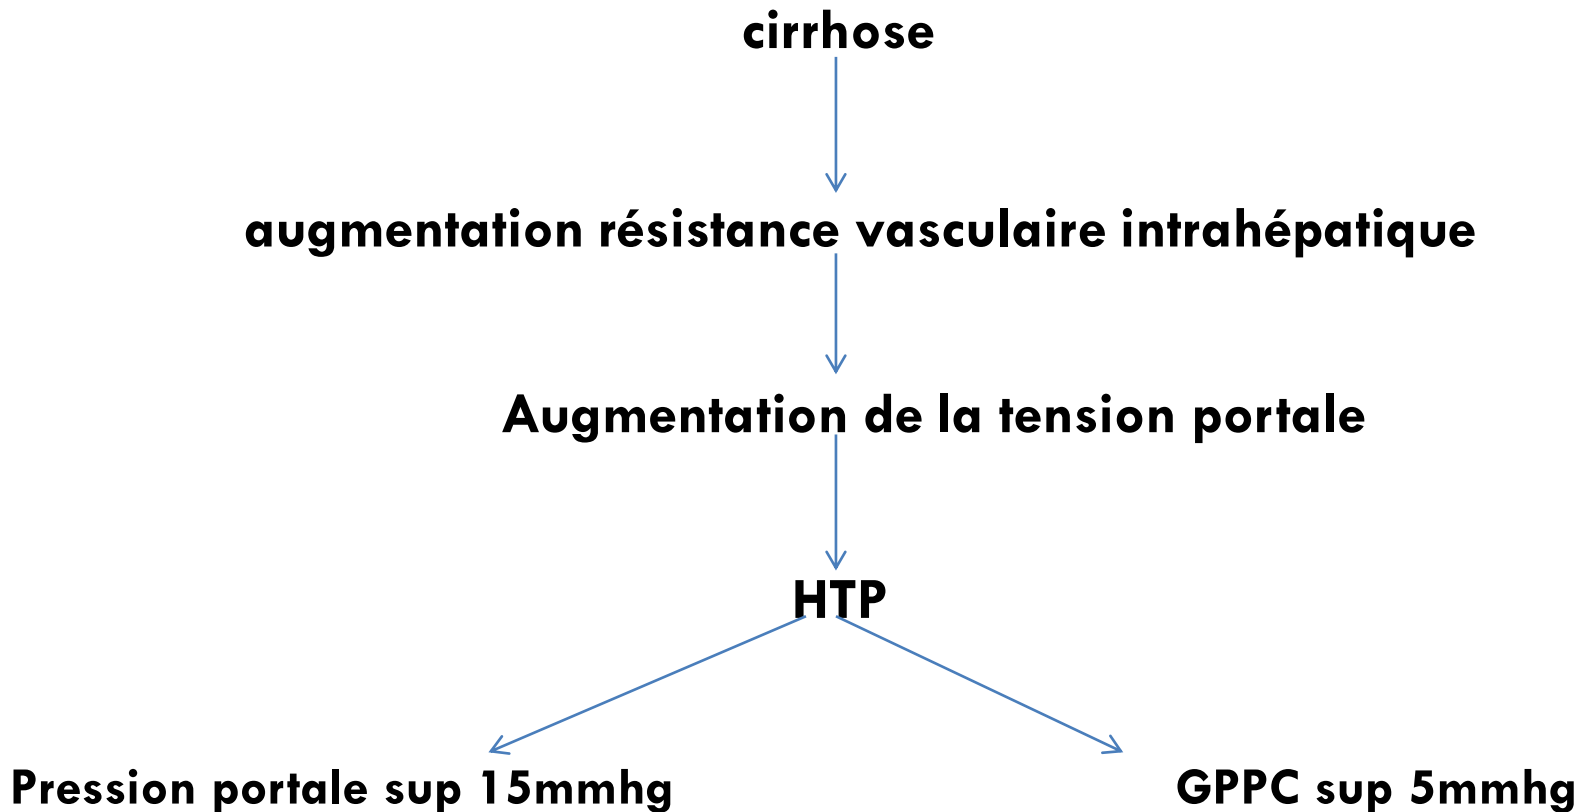 cirrhose
augmentation résistance vasculaire intrahépatique
Augmentation de la tension portale
HTP
Pression portale sup 15mmhg
GPPC sup 5mmhg